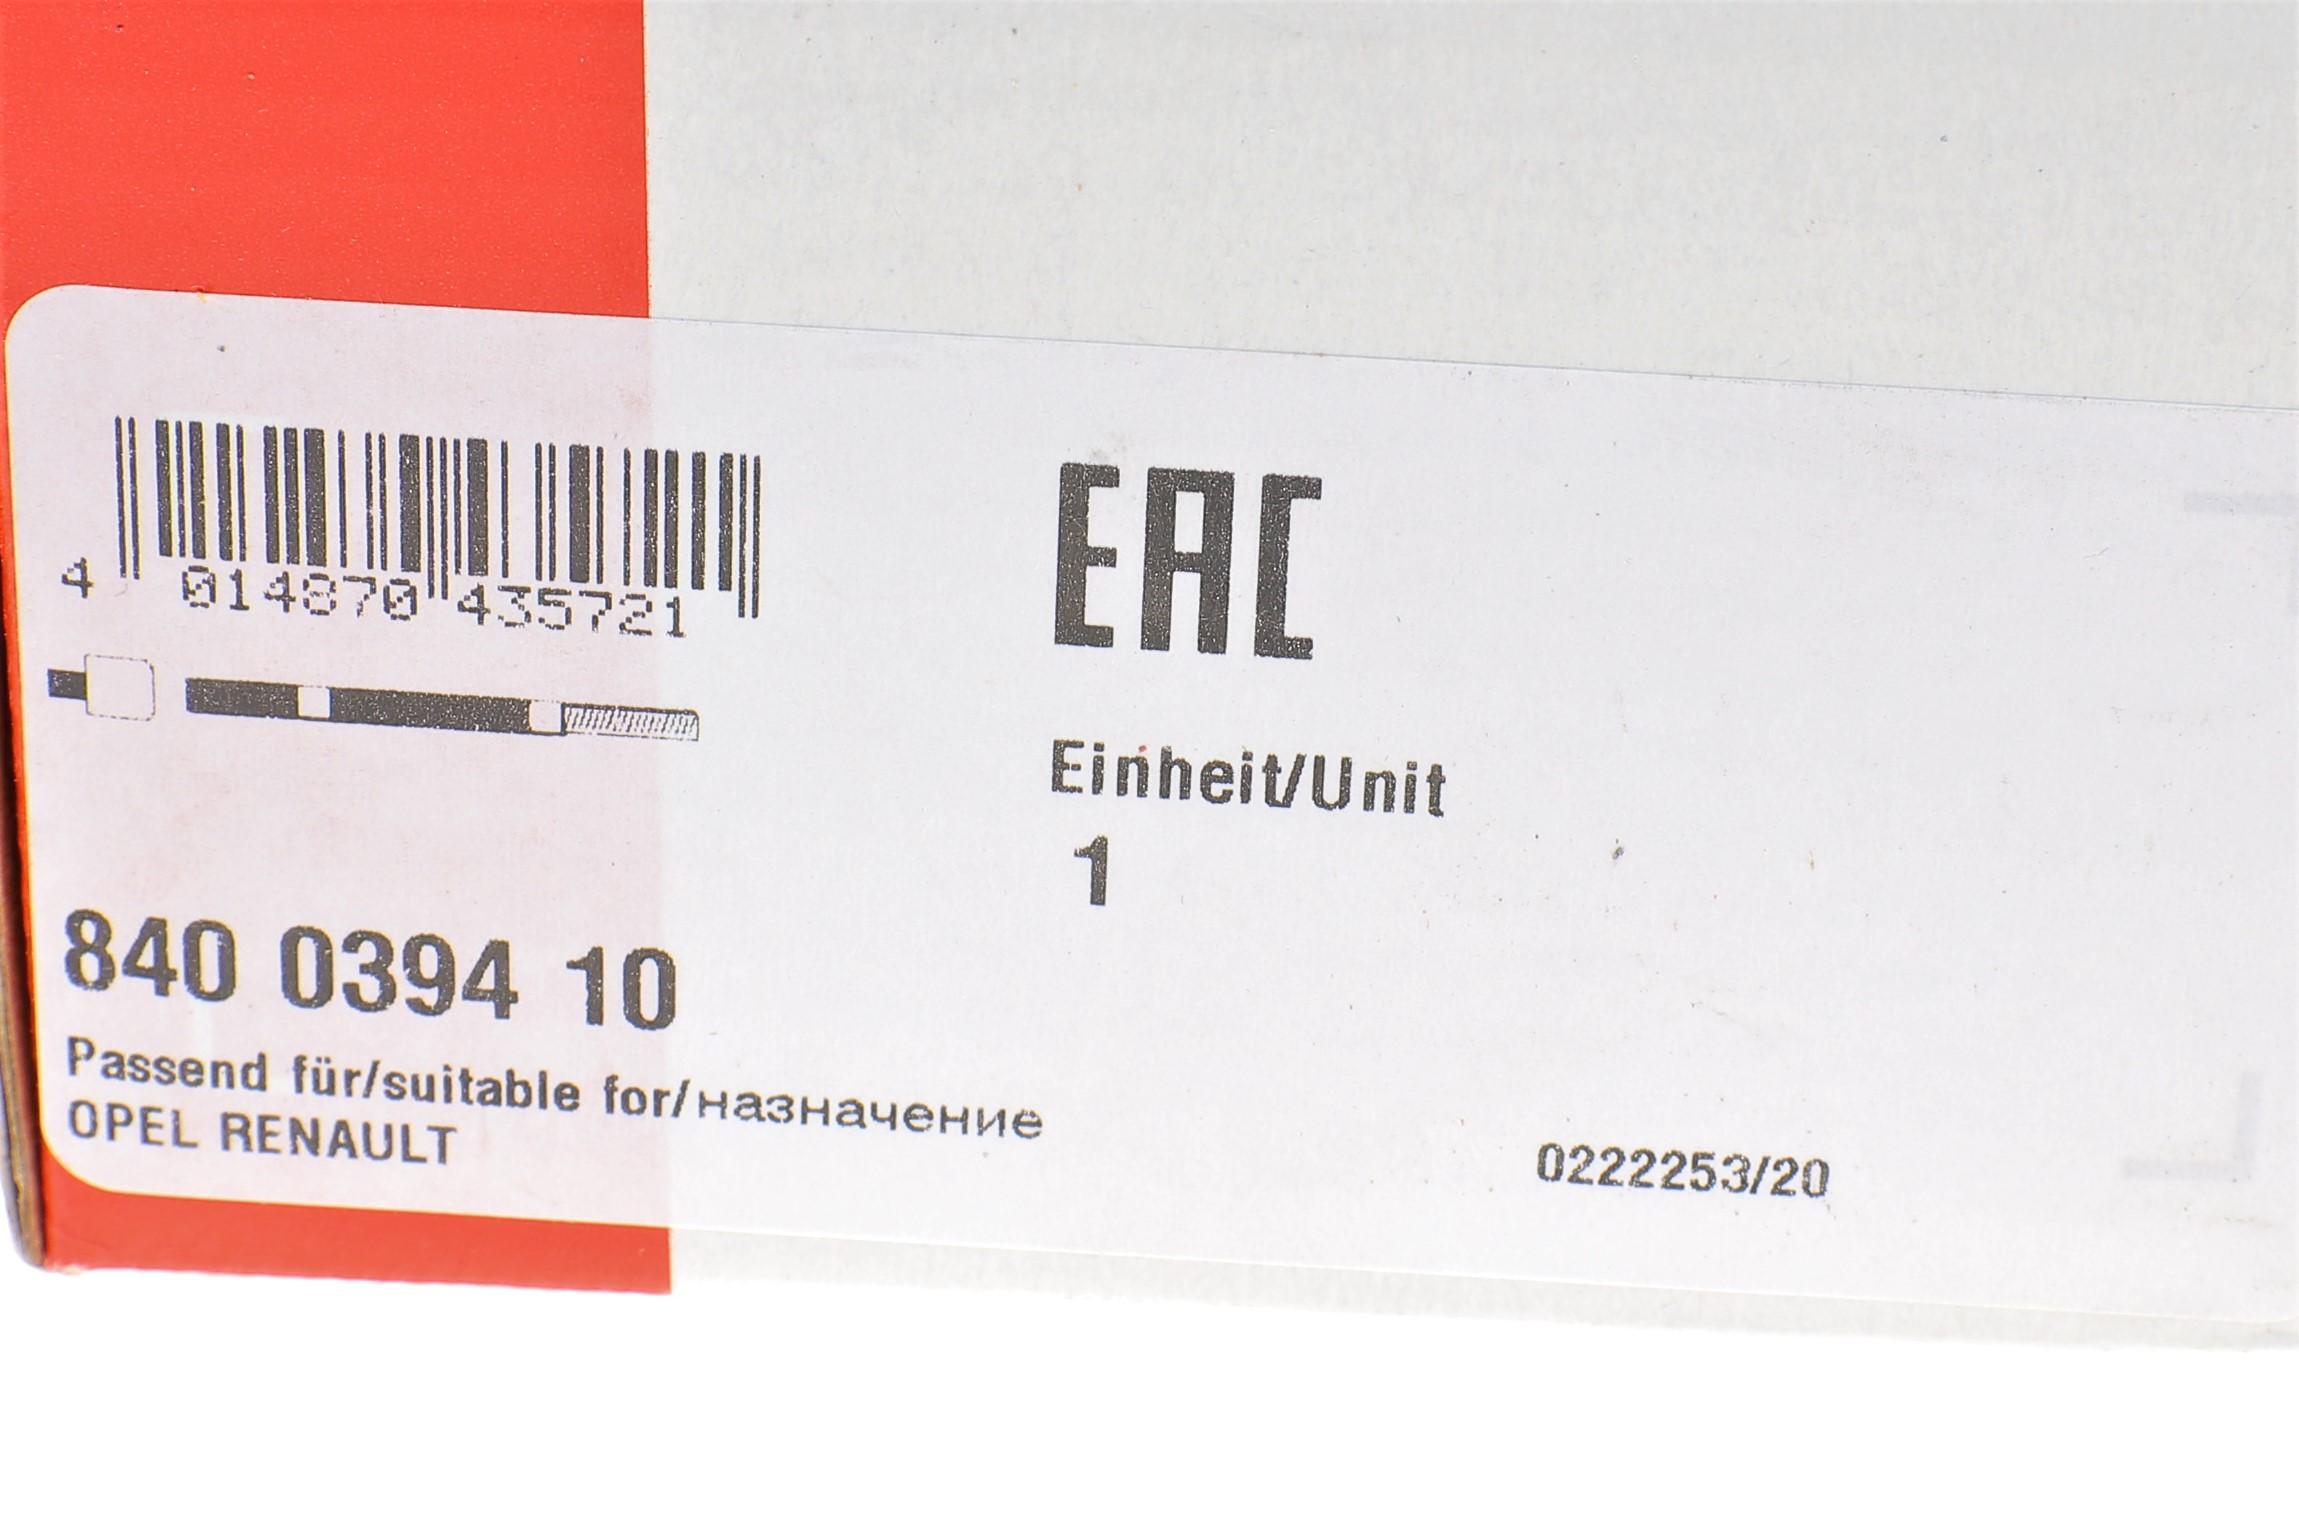 4 014870 435721
EAC
Einheit/Unit
1
840 0394 10
Passend für/suitable for/назначение
OPEL RENAULT
0222253/20